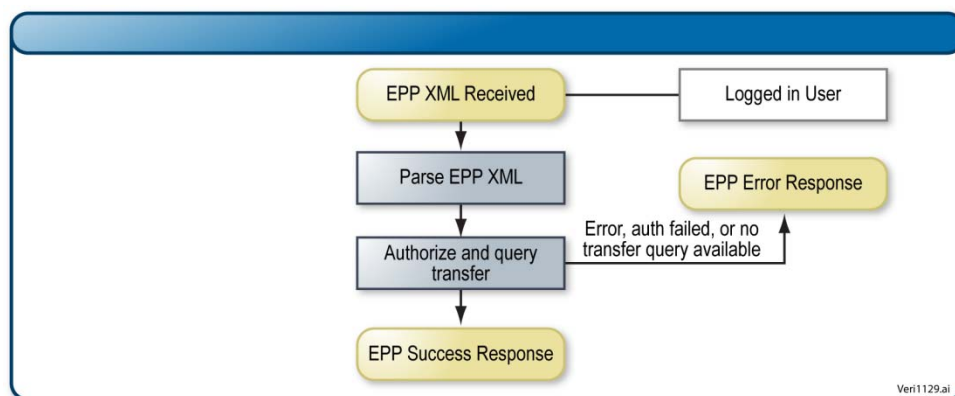 EPP XML Received
Logged in User
Parse EPP XML
EPP Error Response
Error, auth failed, or no
transfer query available
Authorize and query
transfer
EPP Success Response
Veri1129.ai